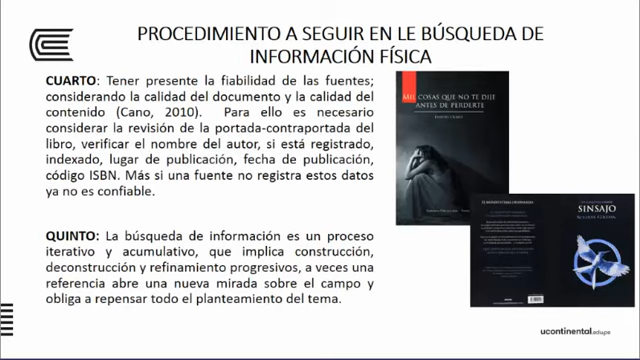 PROCEDIMIENTO A SEGUIR EN LE BÚSQUEDA DE
INFORMACIÓN FÍSICA
CUARTO: Tener presente la fiabilidad de las fuentes;
considerando la calidad del documento y la calidad del
contenido (Cano, 2010). Para ello es necesario
considerar la revisión de la portada-contraportada del
libro, verificar el nombre del autor, si está registrado,
indexado, lugar de publicación, fecha de publicación,
código ISBN. Más si una fuente no registra estos datos
ya no es confiable.
QUINTO: La búsqueda de información es un proceso
iterativo y acumulativo, que implica construcción,
deconstrucción y refinamiento progresivos, a veces una
referencia abre una nueva mirada sobre el campo y
obliga a repensar todo el planteamiento del tema.
MIL COSAS QUE NO TE DIJE
ANTES DE PERDERTE
SINSAJO
ucontinental.edu.pe